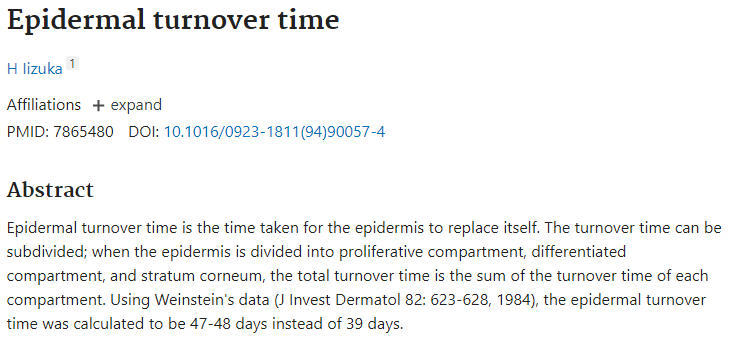 Epidermal turnover time
H Iizuka 1
Affiliations + expand
PMID: 7865480 DOI: 10.1016/0923-1811(94)90057-4
Abstract
Epidermal turnover time is the time taken for the epidermis to replace itself. The turnover time can be
subdivided; when the epidermis is divided into proliferative compartment, differentiated
compartment, and stratum corneum, the total turnover time is the sum of the turnover time of each
compartment. Using Weinstein's data (J Invest Dermatol 82: 623-628, 1984), the epidermal turnover
time was calculated to be 47-48 days instead of 39 days.